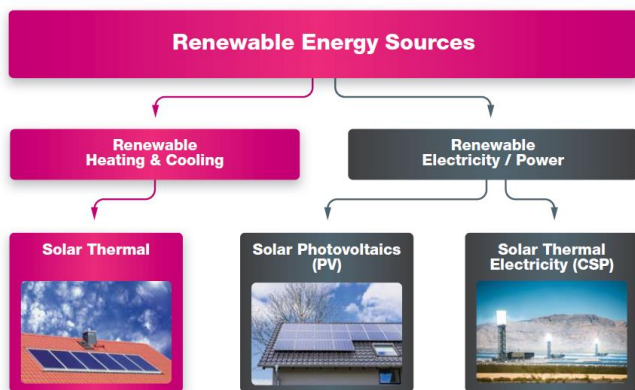 Renewable Energy Sources
Renewable
Heating & Cooling
Renewable
Electricity / Power
Solar Thermal
Solar Photovoltaics
(PV)
Solar Thermal
Electricity (CSP)